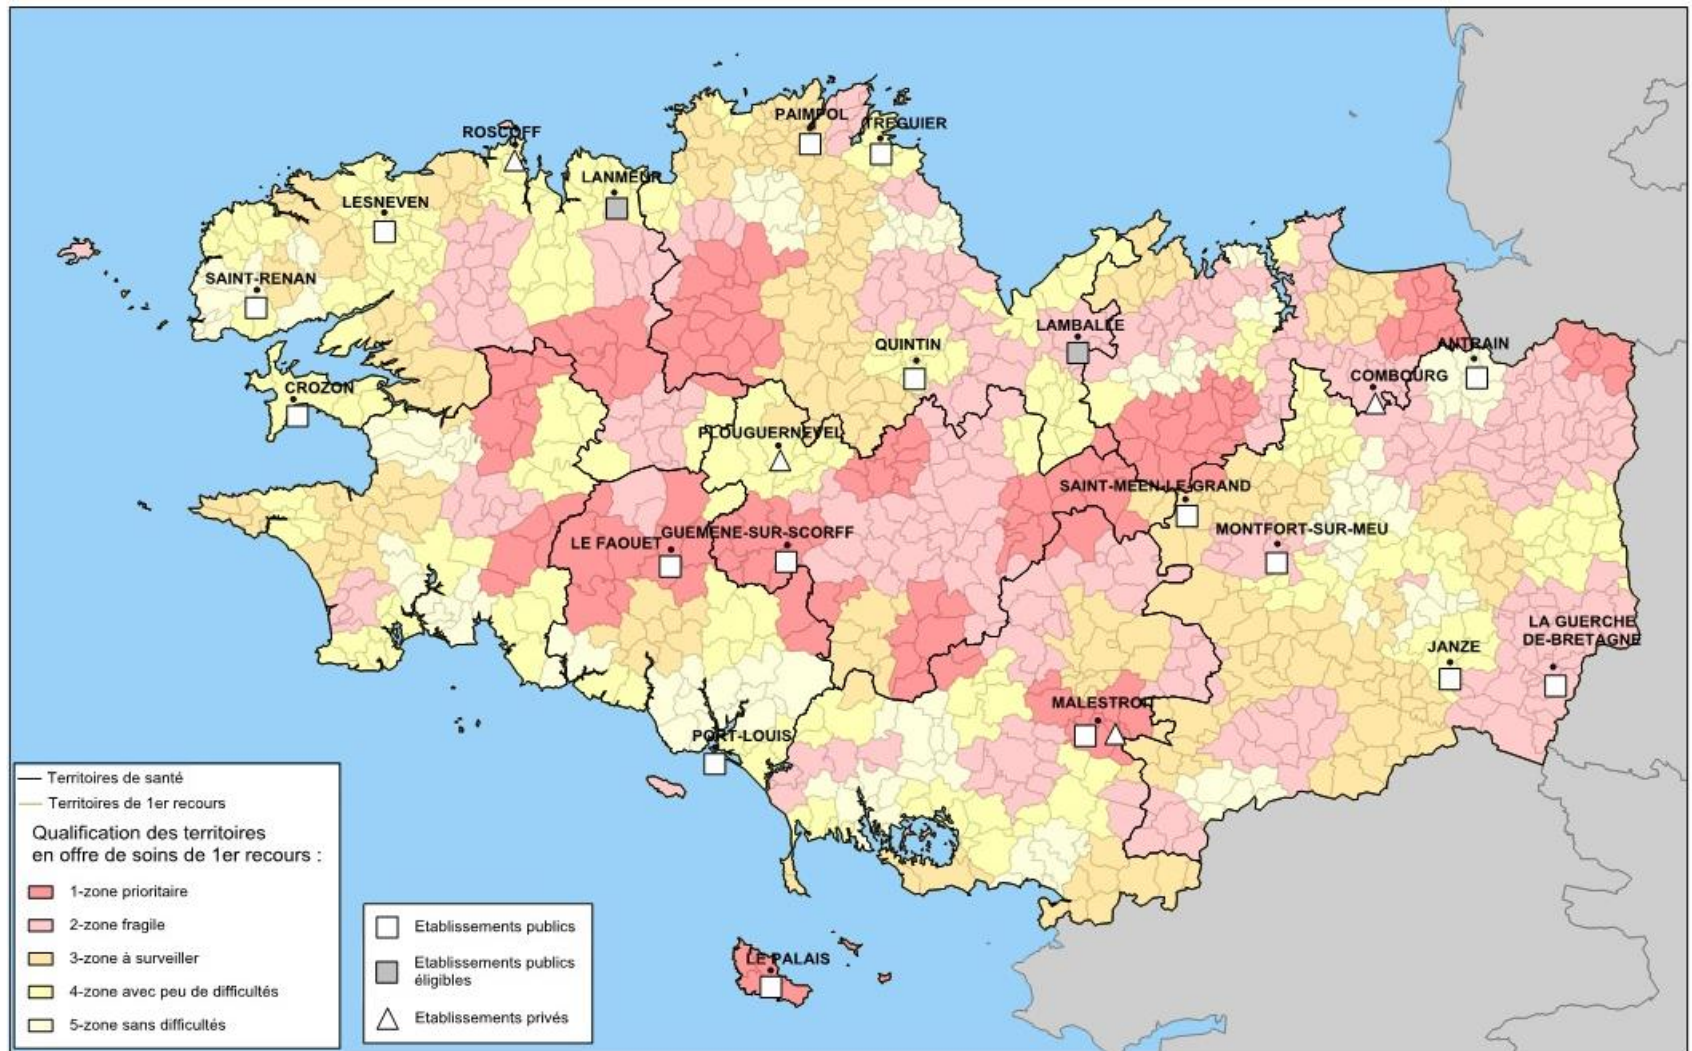 PAIMPOL
TREGUIER
ROSCOFF
LANMEUR
LESNEVEN
SAINT-RENAN
LAMBALLE
QUINTIN
ANTRAIN
COMBOURG
CROZON
PLOUGUERNEVEL
SAINT-MEEN-LE-GRAND
MONTFORT-SUR-MEU
LE FAOUET
GUEMENE-SUR-SCORFF
LA GUERCHE
DE-BRETAGNE
JANZE
MALESTROIT
PORT-LOUIS
LE PALAIS
Territoires de santé
Territoires de 1er recours
Qualification des territoires
en offre de soins de 1er recours :
1-zone prioritaire
2-zone fragile
3-zone à surveiller
4-zone avec peu de difficultés
5-zone sans difficultés
Etablissements publics
Etablissements publics
éligibles
Etablissements privés